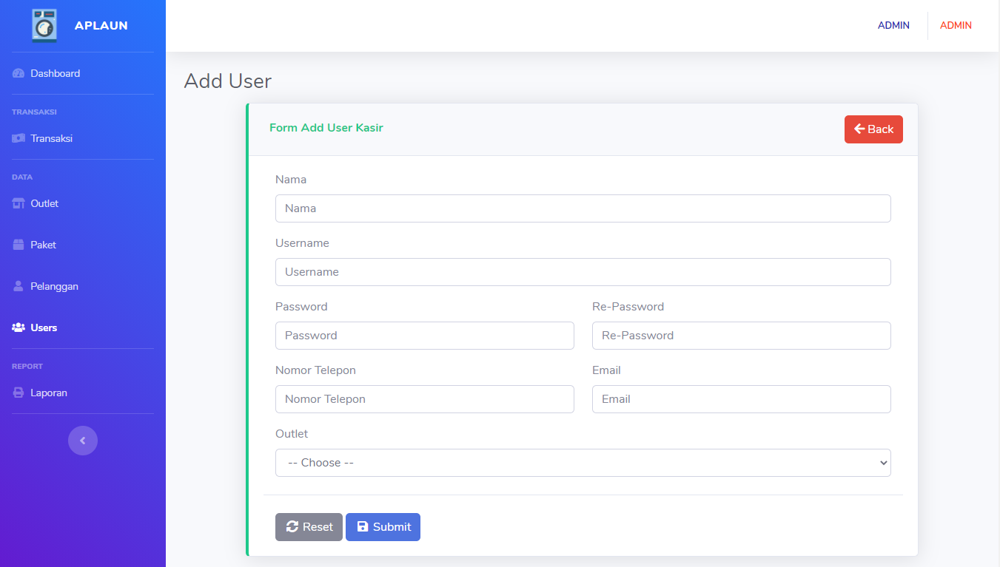 APLAUN
Dashboard
TRANSAKSI
Transaksi
DATA
Outlet
Paket
Pelanggan
Users
REPORT
Laporan
ADMIN ADMIN
Add User
Form Add User Kasir
Back
Nama
Nama
Username
Username
Password Re-Password
Password Re-Password
Nomor Telepon Email
Nomor Telepon Email
Outlet
-- Choose --
Reset Submit